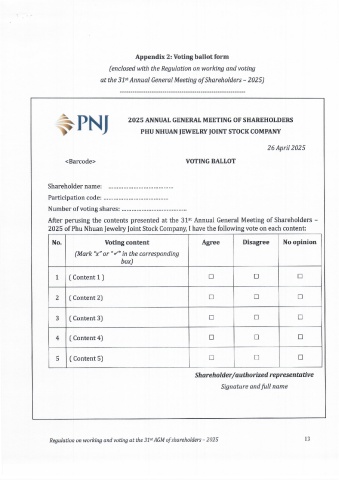 Appendix 2: Voting ballot form
(enclosed with the Regulation on working and voting
at the 31st Annual General Meeting of Shareholders – 2025)
PNJ
2025 ANNUAL GENERAL MEETING OF SHAREHOLDERS
PHU NHUAN JEWELRY JOINT STOCK COMPANY
26 April 2025
<Barcode> VOTING BALLOT
Shareholder name: ........................................
Participation code: ........................................
Number of voting shares: ........................................
After perusing the contents presented at the 31st Annual General Meeting of Shareholders –
2025 of Phu Nhuan Jewelry Joint Stock Company, I have the following vote on each content:
No. Voting content Agree Disagree No opinion
(Mark "x" or "✓" in the corresponding
box)
1 ( Content 1 ) ☐ ☐ ☐
2 ( Content 2) ☐ ☐ ☐
3 ( Content 3) ☐ ☐ ☐
4 ( Content 4) ☐ ☐ ☐
5 ( Content 5) ☐ ☐ ☐
Shareholder/authorized representative
Signature and full name
Regulation on working and voting at the 31st AGM of shareholders – 2025 13